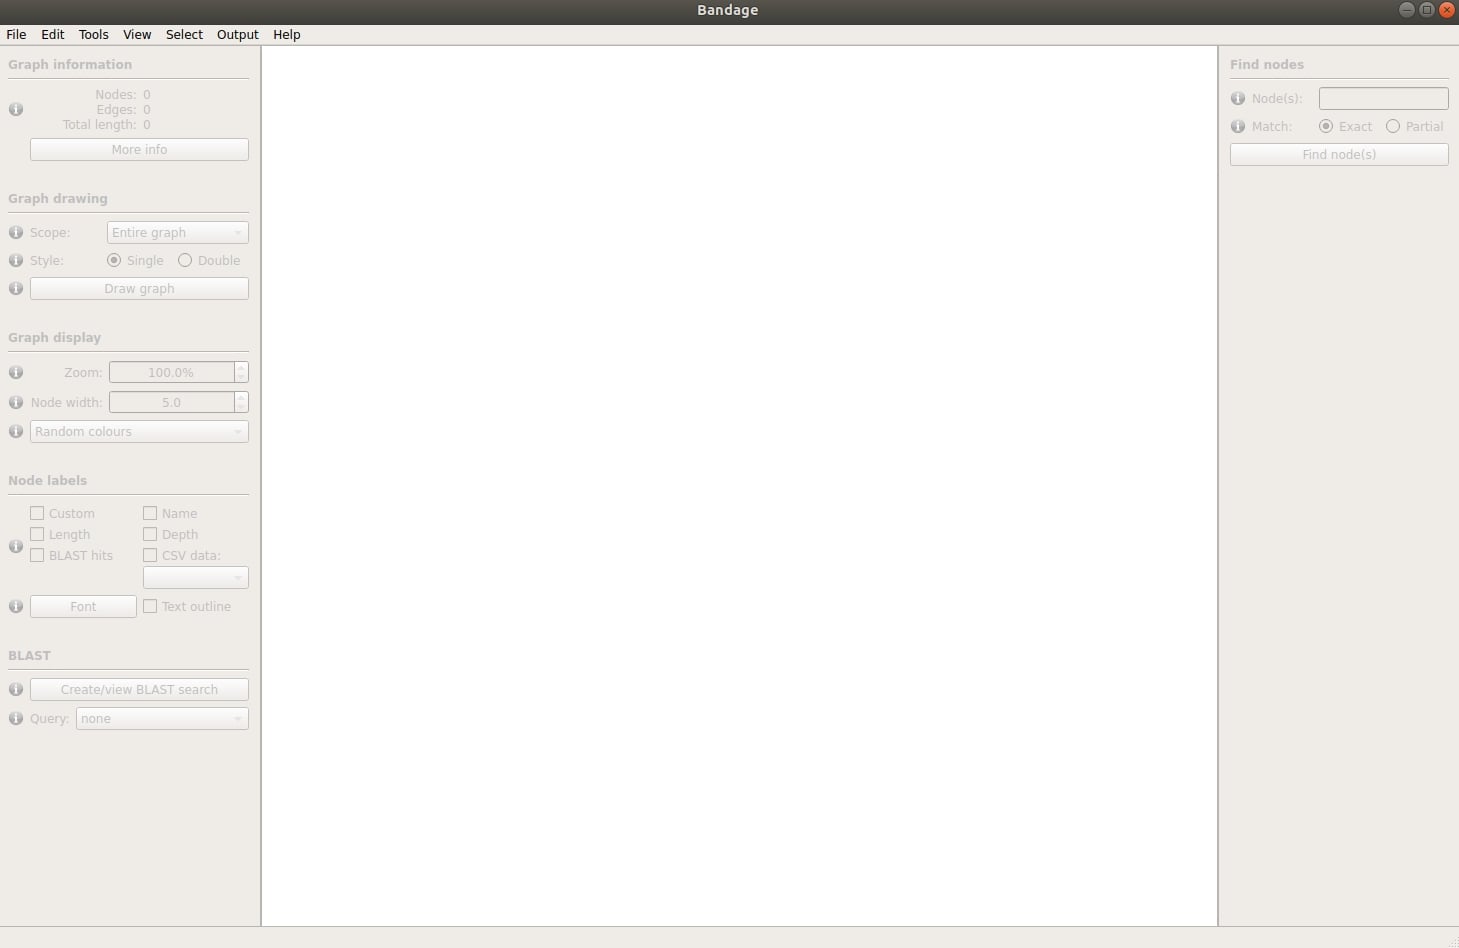 Bandage
File Edit Tools View Select Output Help
Graph information
Nodes: 0
Edges: 0
Total length: 0
More info
Graph drawing
Scope: Entire graph
Style: Single Double
Draw graph
Graph display
Zoom: 100.0%
Node width: 5.0
Random colours
Node labels
Custom Name
Length Depth
BLAST hits CSV data:
Font Text outline
BLAST
Create/view BLAST search
Query: none
Find nodes
Node(s):
Match: Exact Partial
Find node(s)